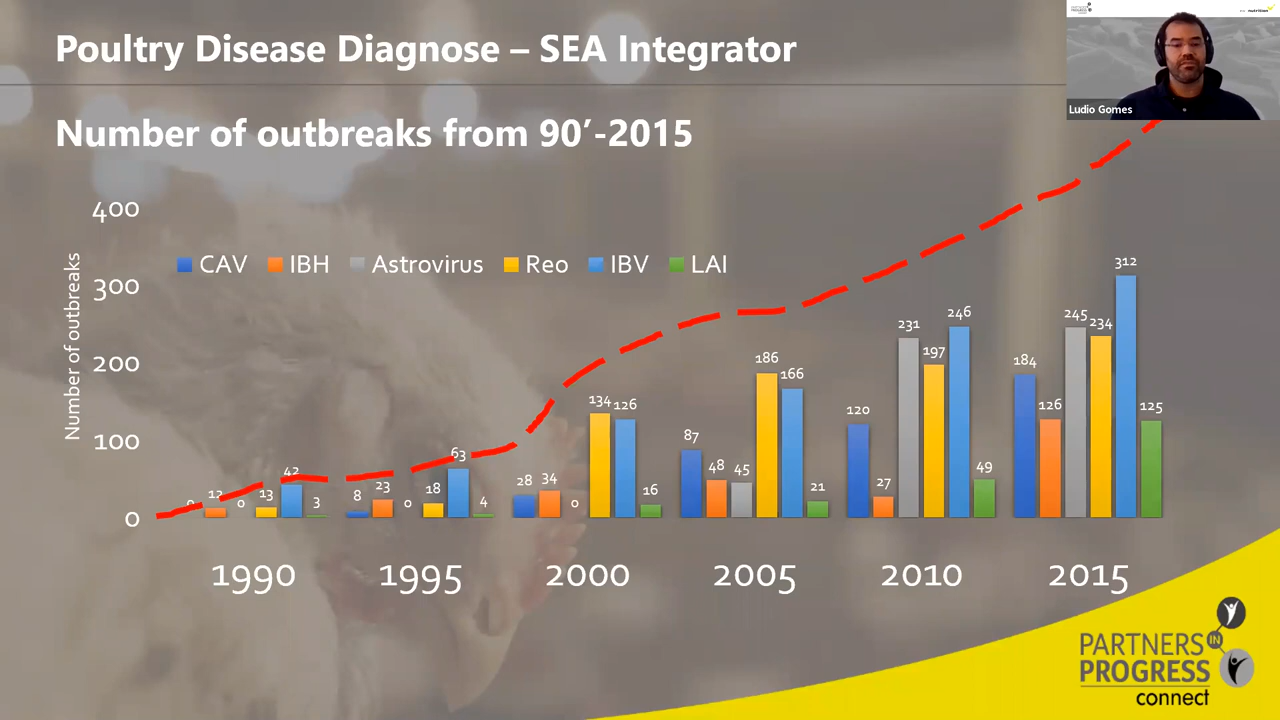 Poultry Disease Diagnose – SEA Integrator
Ludio Gomes
Number of outbreaks from 90’-2015
Number of outbreaks
400
300
200
100
0
CAV IBH Astrovirus Reo IBV LAI
0 12 0 13 42 3
8 23 0 18 63 4
28 34 0 134 126 16
87 48 45 186 166 21
120 27 231 197 246 49
184 126 245 234 312 125
1990 1995 2000 2005 2010 2015
PARTNERS
IN
PROGRESS
connect